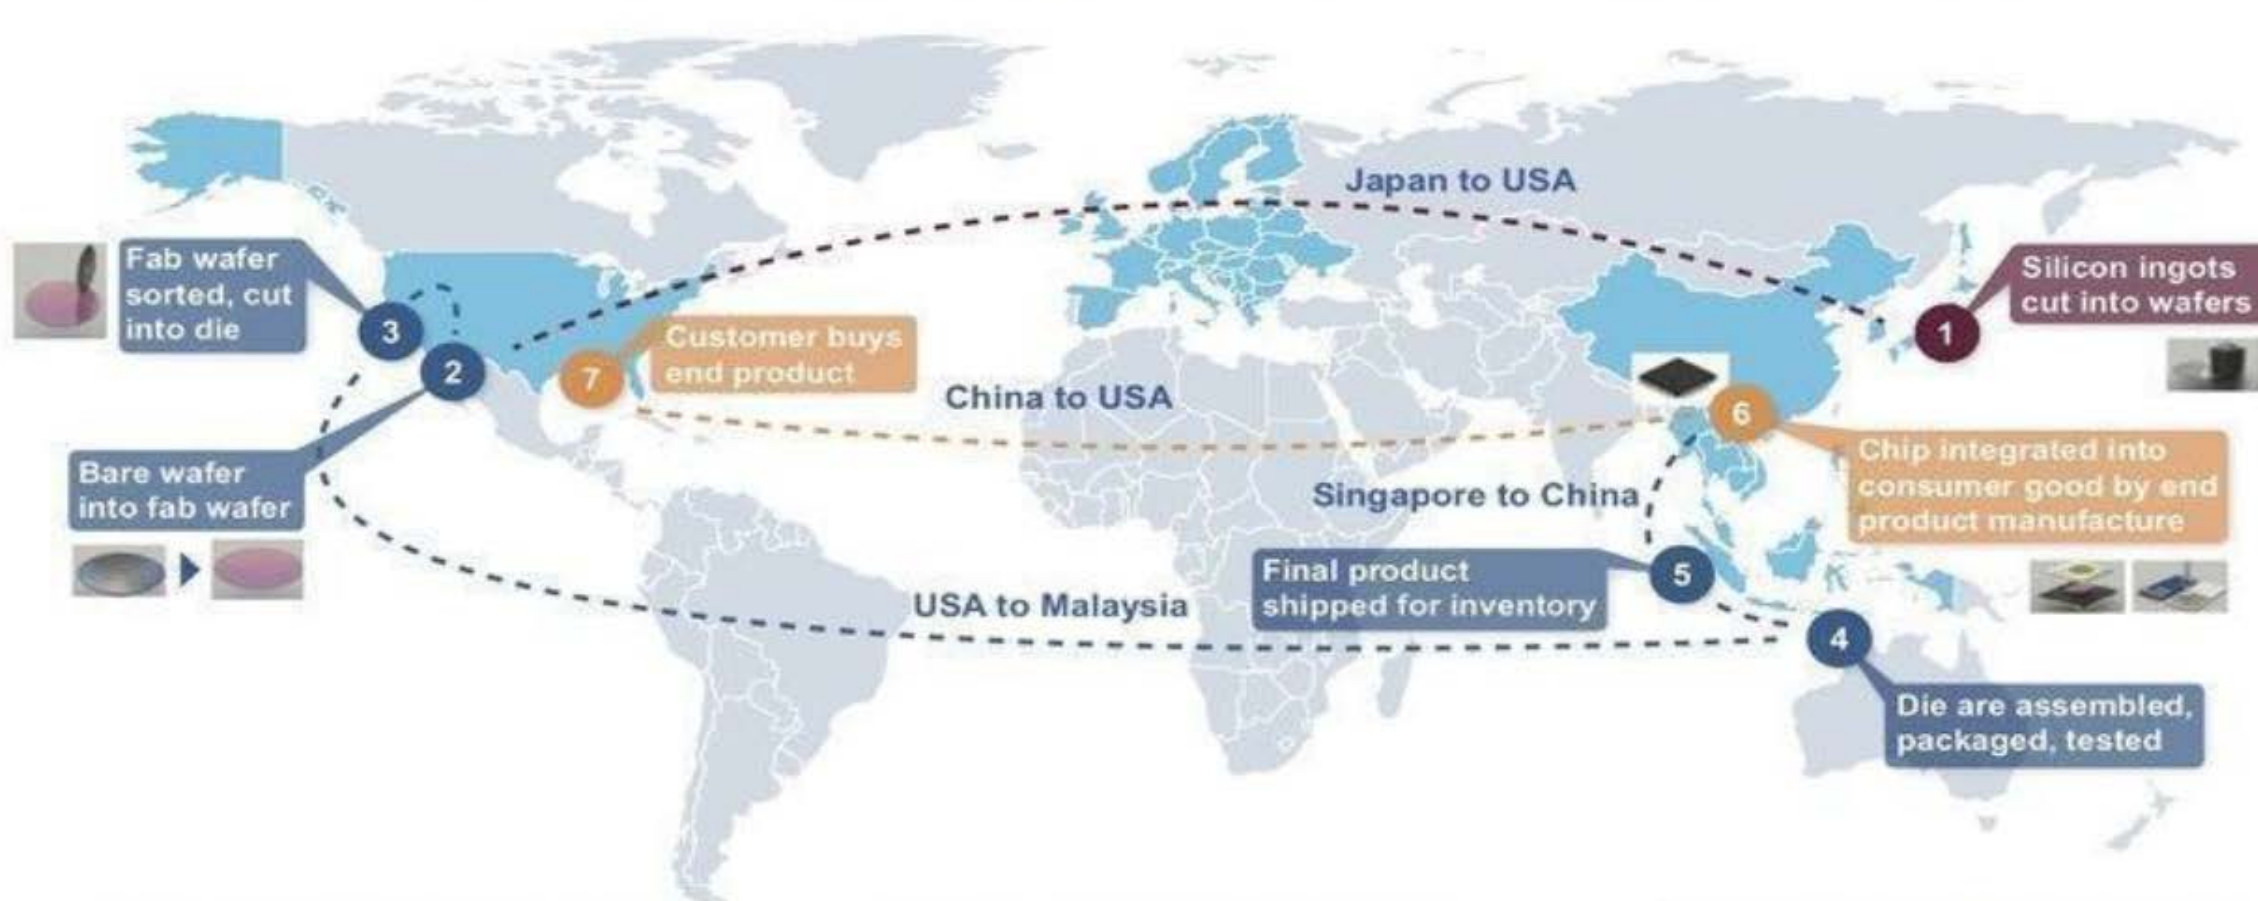 Japan to USA
Fab wafer
sorted, cut
into die
3
Silicon ingots
cut into wafers
1
Customer buys
end product
7
2
China to USA
6
Bare wafer
into fab wafer
Chip integrated into
consumer good by end
product manufacture
Singapore to China
Final product
shipped for inventory
5
USA to Malaysia
4
Die are assembled,
packaged, tested